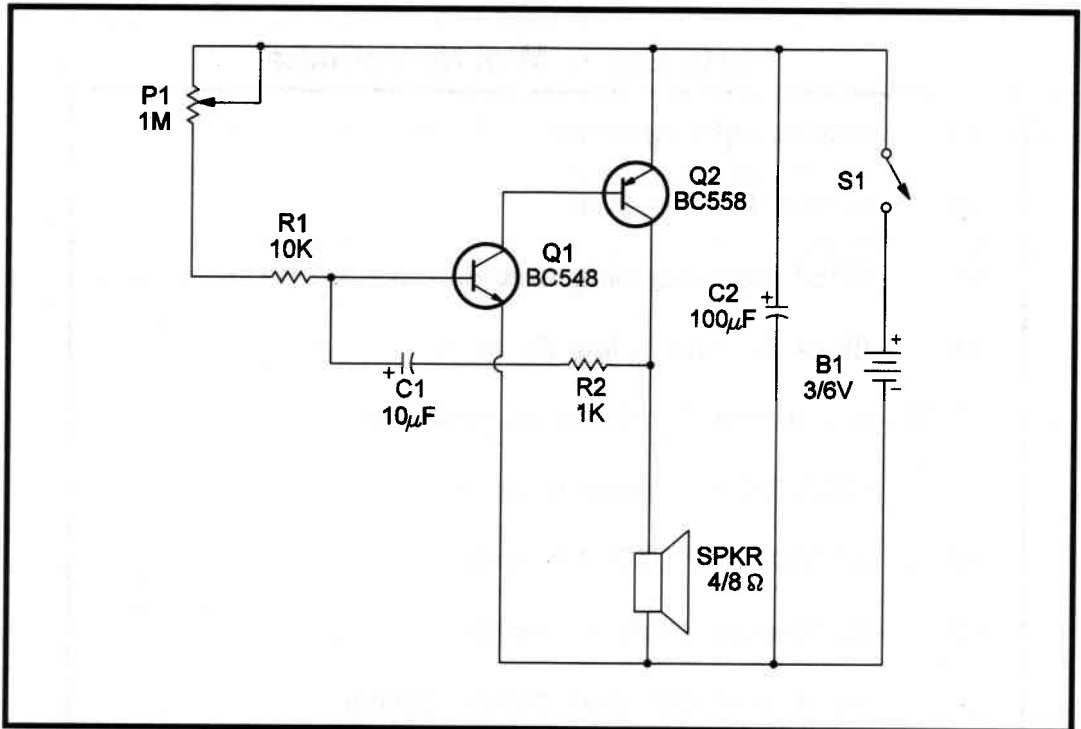 P1
1M
R1
10K
Q1
BC548
Q2
BC558
+
C1
10µF
R2
1K
+
C2
100µF
S1
+
B1
3/6V
-
SPKR
4/8 Ω